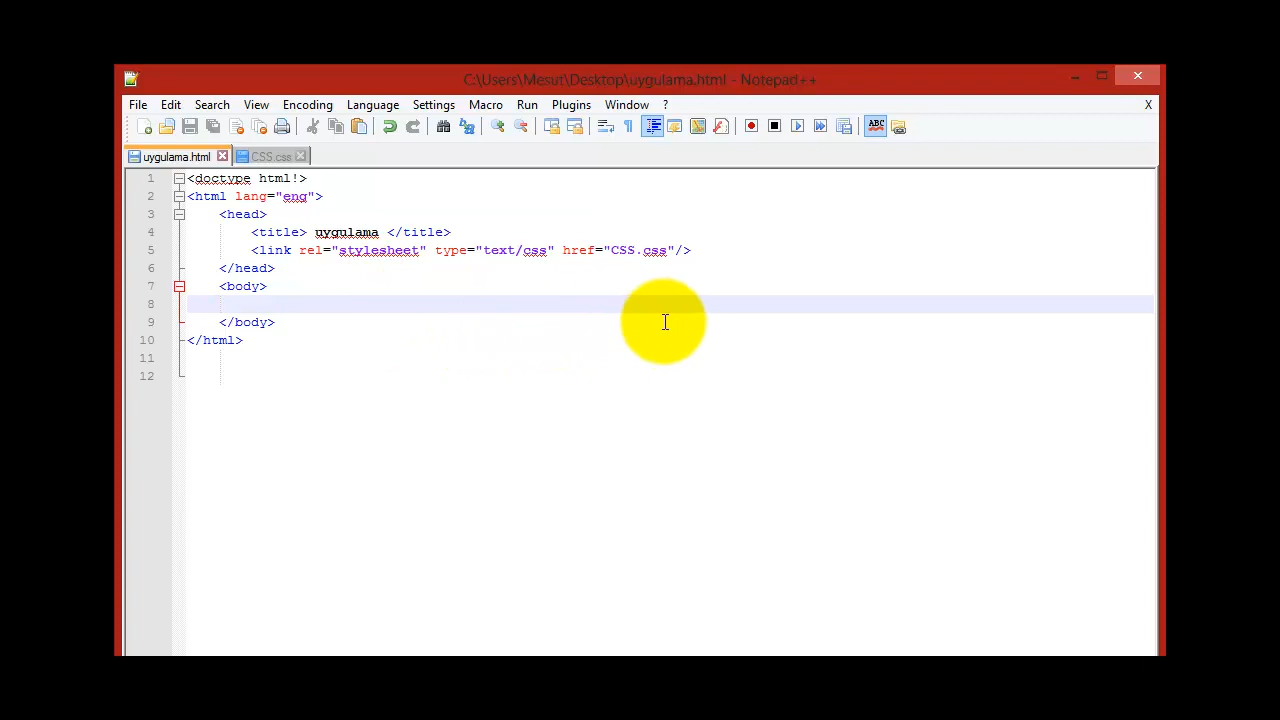 C:\Users\Mesut\Desktop\uygulama.html - Notepad++
File Edit Search View Encoding Language Settings Macro Run Plugins Window ? X
ABC
uygulama.html CSS.css
1 <doctype html!>
2 <html lang="eng">
3 <head>
4 <title> uygulama </title>
5 <link rel="stylesheet" type="text/css" href="CSS.css"/>
6 </head>
7 <body>
8
9 </body>
10 </html>
11
12